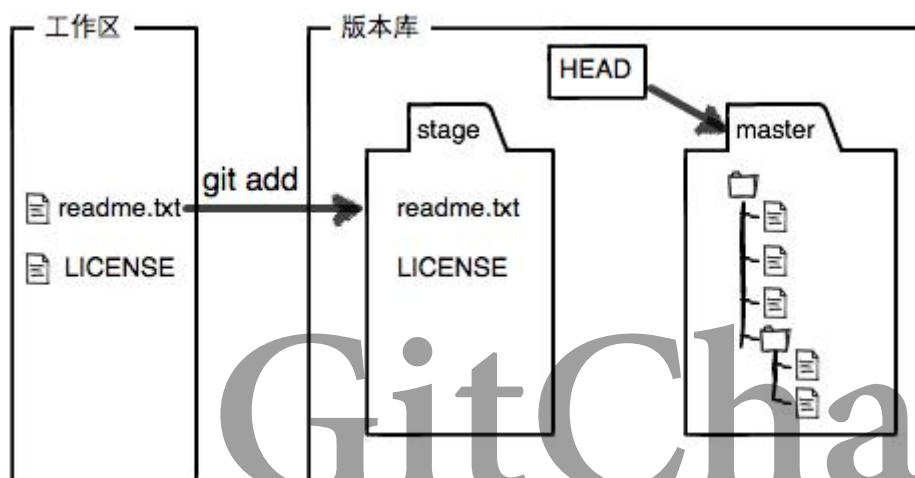 工作区
版本库
HEAD
stage
master
git add
readme.txt
readme.txt
LICENSE
LICENSE
GitCha